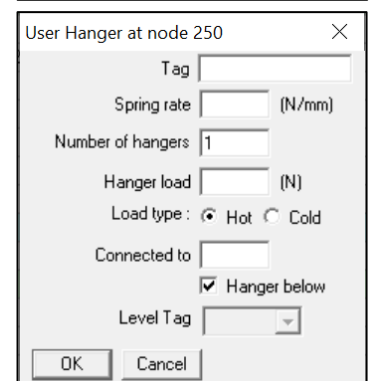 User Hanger at node 250
Tag
Spring rate (N/mm)
Number of hangers 1
Hanger load (N)
Load type : Hot Cold
Connected to
Hanger below
Level Tag
OK Cancel